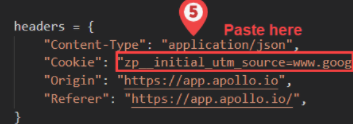 5
Paste here
headers = {
"Content-Type": "application/json",
"Cookie": "zp__initial_utm_source=www.goog
"Origin": "https://app.apollo.io",
"Referer": "https://app.apollo.io/",
}